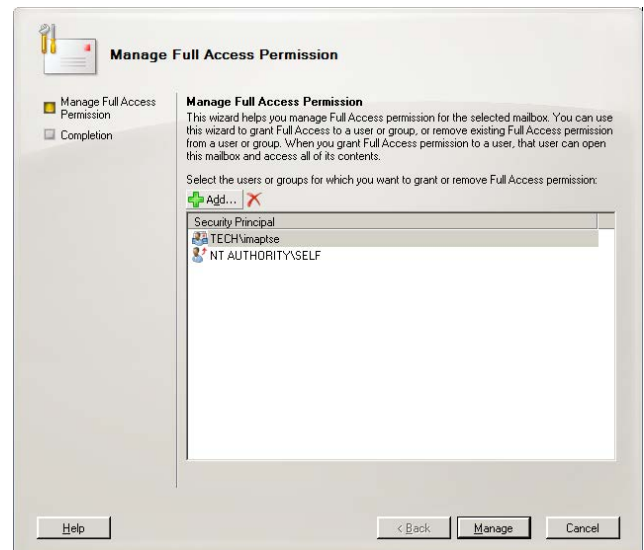 Manage Full Access Permission
Manage Full Access
Permission
Completion
Manage Full Access Permission
This wizard helps you manage Full Access permission for the selected mailbox. You can use
this wizard to grant Full Access to a user or group, or remove existing Full Access permission
from a user or group. When you grant Full Access permission to a user, that user can open
this mailbox and access all of its contents.
Select the users or groups for which you want to grant or remove Full Access permission:
Add...
Security Principal
TECH\imaptse
NT AUTHORITY\SELF
Help
< Back
Manage
Cancel